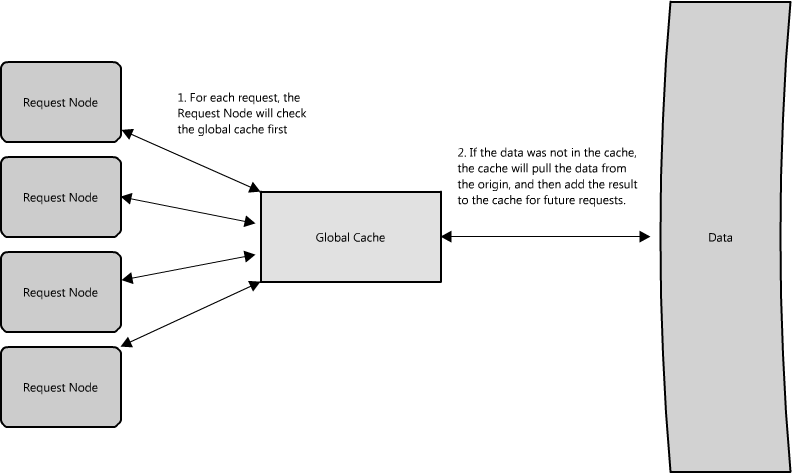 Request Node
1. For each request, the
Request Node will check
the global cache first
2. If the data was not in the cache,
the cache will pull the data from
the origin, and then add the result
to the cache for future requests.
Request Node
Global Cache
Data
Request Node
Request Node